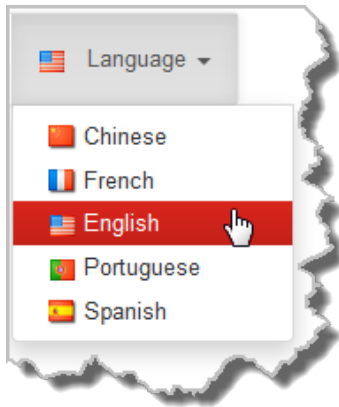 Language
Chinese
French
English
Portuguese
Spanish